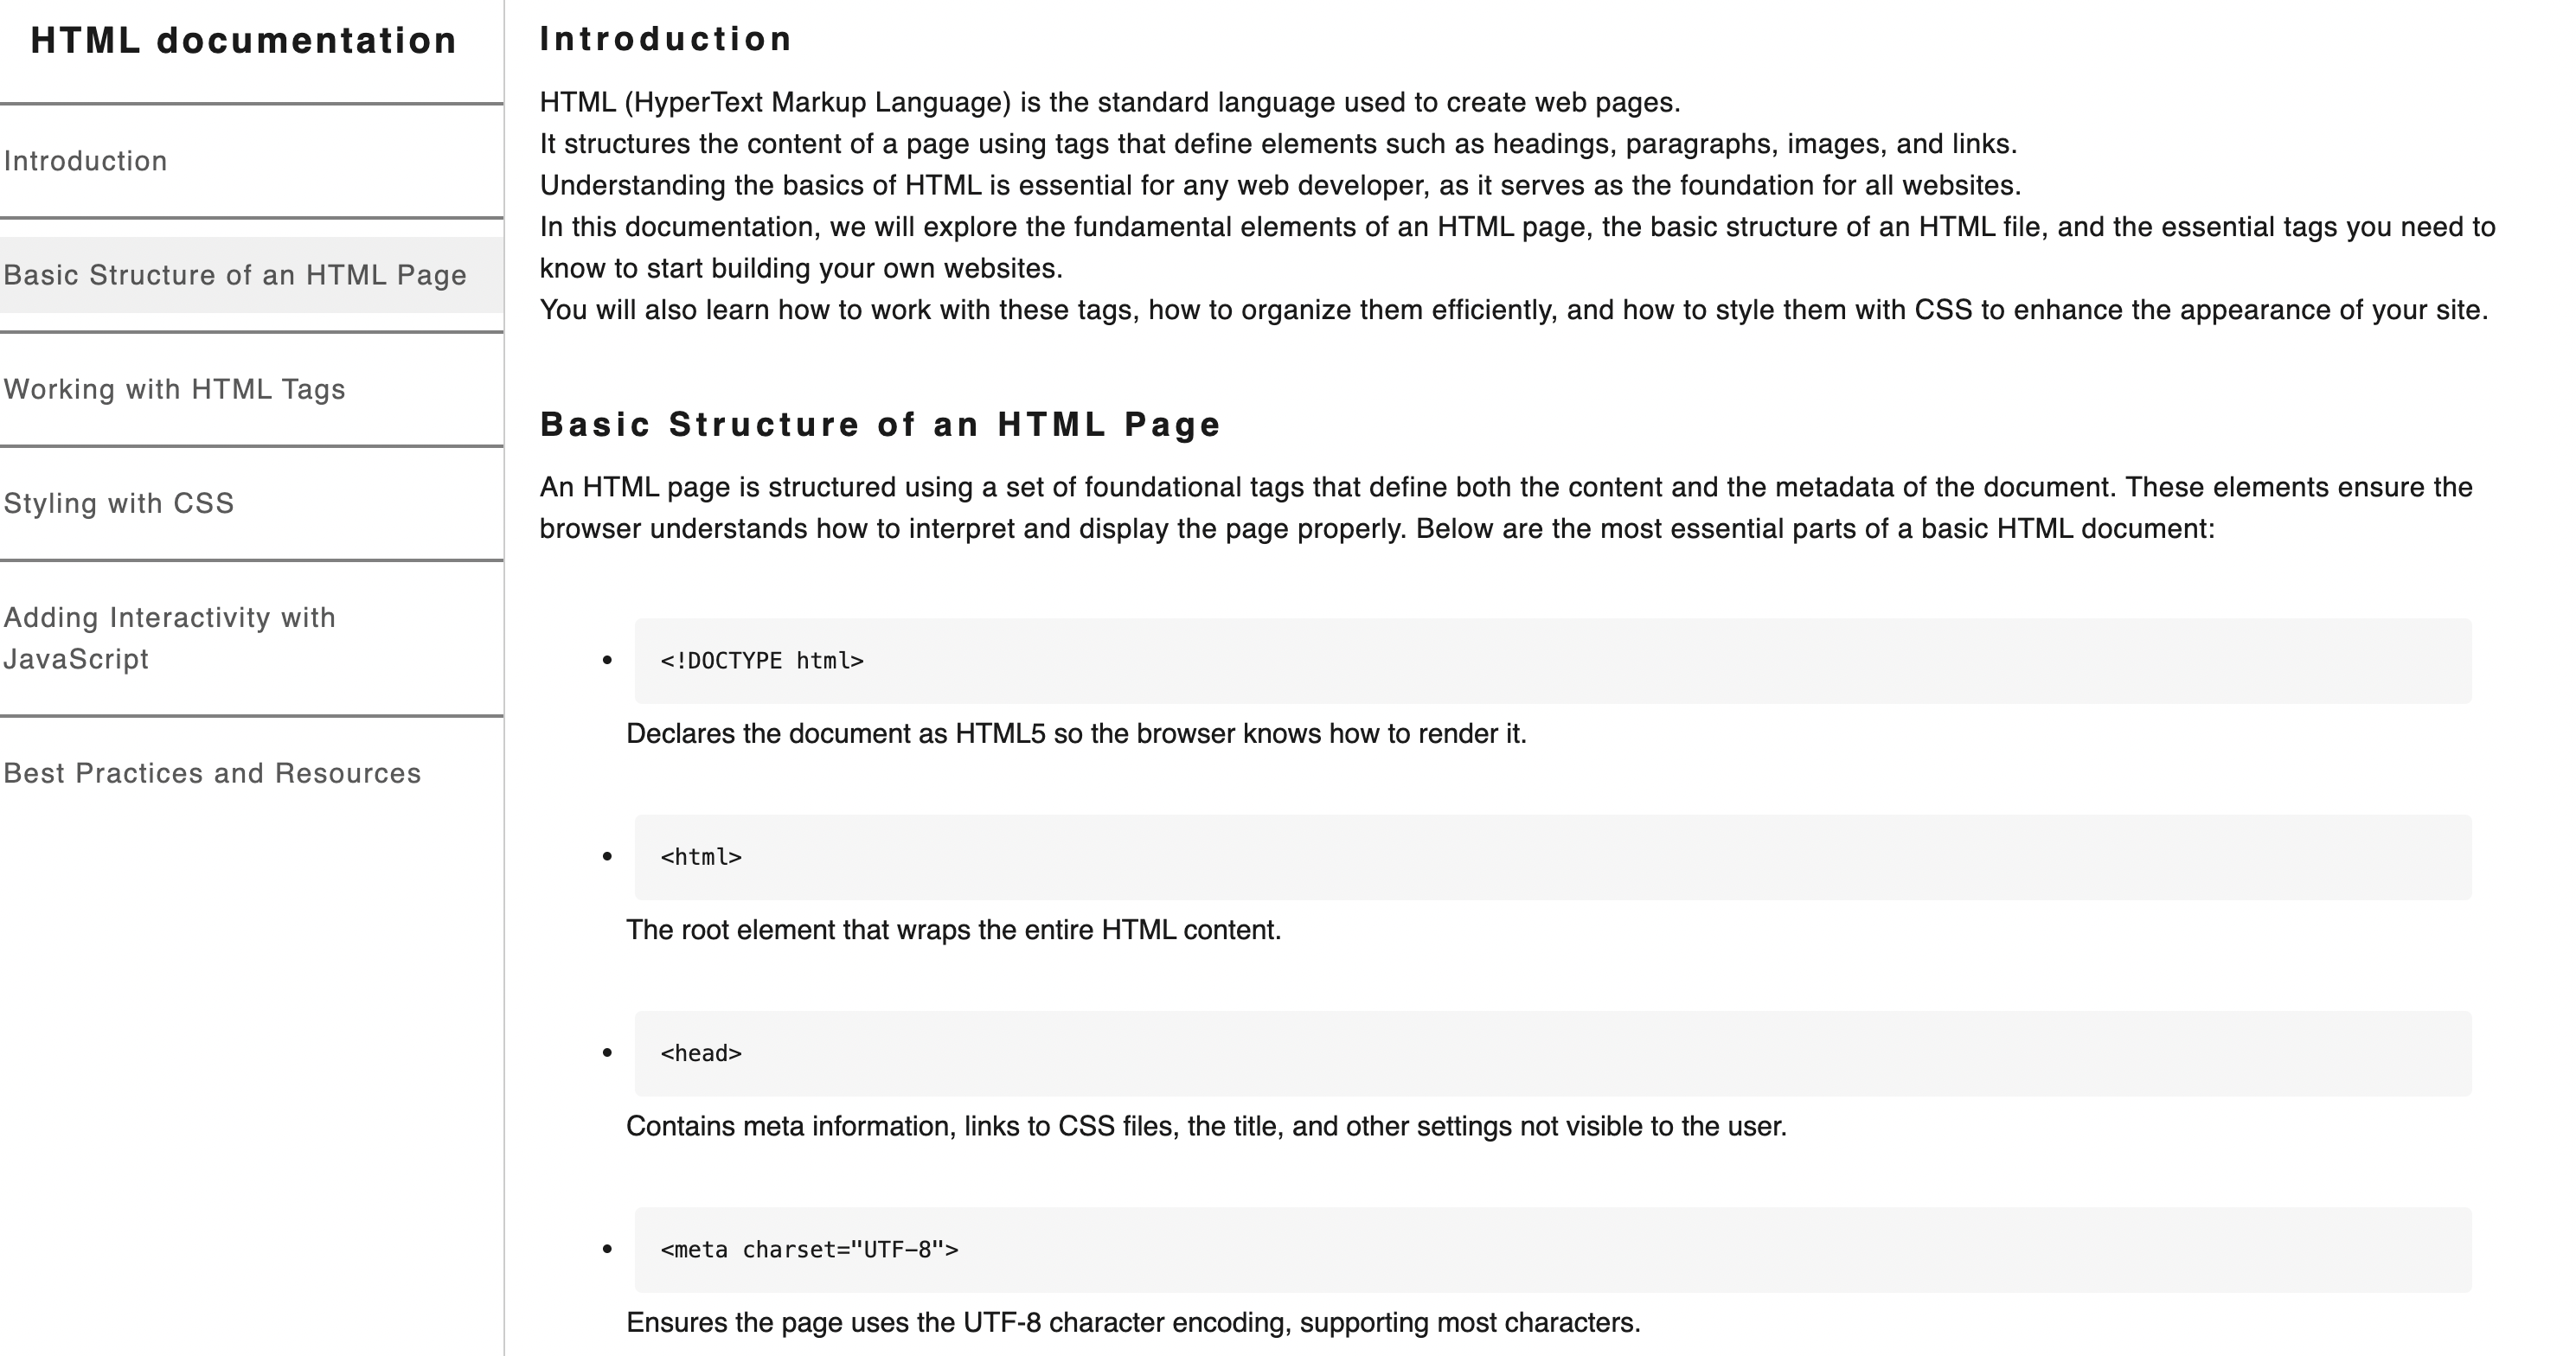 HTML documentation
Introduction
Basic Structure of an HTML Page
Working with HTML Tags
Styling with CSS
Adding Interactivity with
JavaScript
Best Practices and Resources
Introduction
HTML (HyperText Markup Language) is the standard language used to create web pages.
It structures the content of a page using tags that define elements such as headings, paragraphs, images, and links.
Understanding the basics of HTML is essential for any web developer, as it serves as the foundation for all websites.
In this documentation, we will explore the fundamental elements of an HTML page, the basic structure of an HTML file, and the essential tags you need to
know to start building your own websites.
You will also learn how to work with these tags, how to organize them efficiently, and how to style them with CSS to enhance the appearance of your site.
Basic Structure of an HTML Page
An HTML page is structured using a set of foundational tags that define both the content and the metadata of the document. These elements ensure the
browser understands how to interpret and display the page properly. Below are the most essential parts of a basic HTML document:
• <!DOCTYPE html>
Declares the document as HTML5 so the browser knows how to render it.
• <html>
The root element that wraps the entire HTML content.
• <head>
Contains meta information, links to CSS files, the title, and other settings not visible to the user.
• <meta charset="UTF-8">
Ensures the page uses the UTF-8 character encoding, supporting most characters.